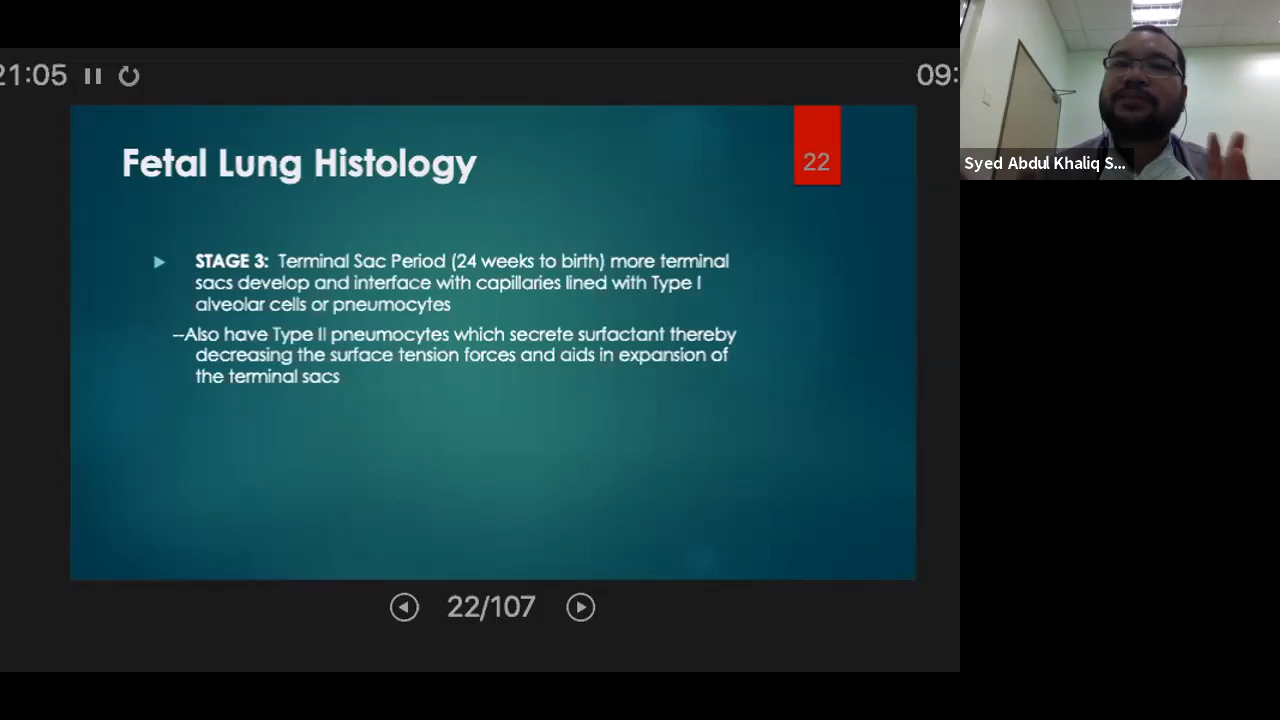 21:05
09:
Fetal Lung Histology
22
STAGE 3: Terminal Sac Period (24 weeks to birth) more terminal
sacs develop and interface with capillaries lined with Type I
alveolar cells or pneumocytes
--Also have Type II pneumocytes which secrete surfactant thereby
decreasing the surface tension forces and aids in expansion of
the terminal sacs
22/107
Syed Abdul Khaliq S...